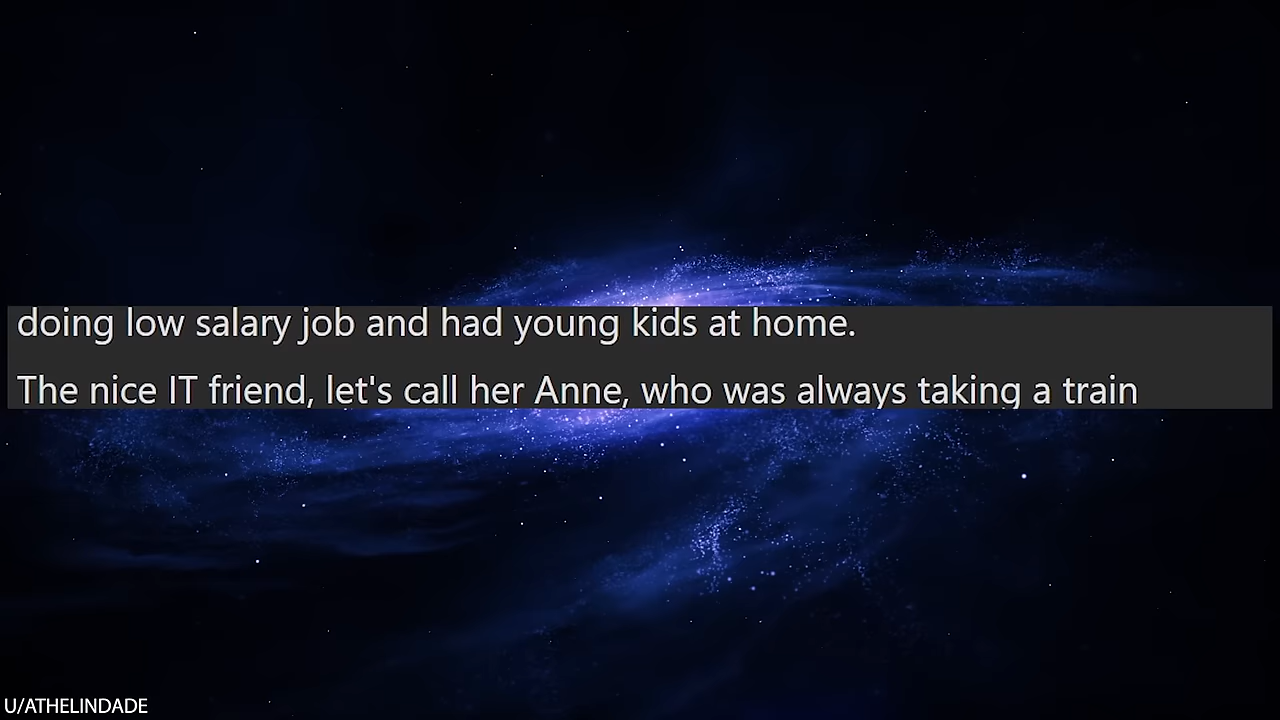 doing low salary job and had young kids at home.
The nice IT friend, let's call her Anne, who was always taking a train
U/ATHELINDADE